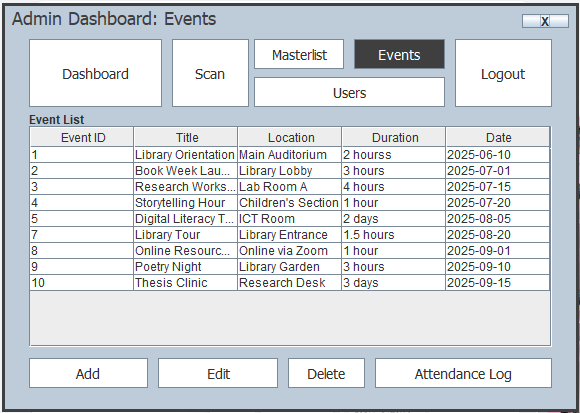 Admin Dashboard: Events
X
Dashboard
Scan
Masterlist
Events
Users
Logout
Event List
Event ID Title Location Duration Date
1 Library Orientation Main Auditorium 2 hourss 2025-06-10
2 Book Week Lau... Library Lobby 3 hours 2025-07-01
3 Research Works... Lab Room A 4 hours 2025-07-15
4 Storytelling Hour Children's Section 1 hour 2025-07-20
5 Digital Literacy T... ICT Room 2 days 2025-08-05
7 Library Tour Library Entrance 1.5 hours 2025-08-20
8 Online Resourc... Online via Zoom 1 hour 2025-09-01
9 Poetry Night Library Garden 3 hours 2025-09-10
10 Thesis Clinic Research Desk 3 days 2025-09-15
Add Edit Delete Attendance Log